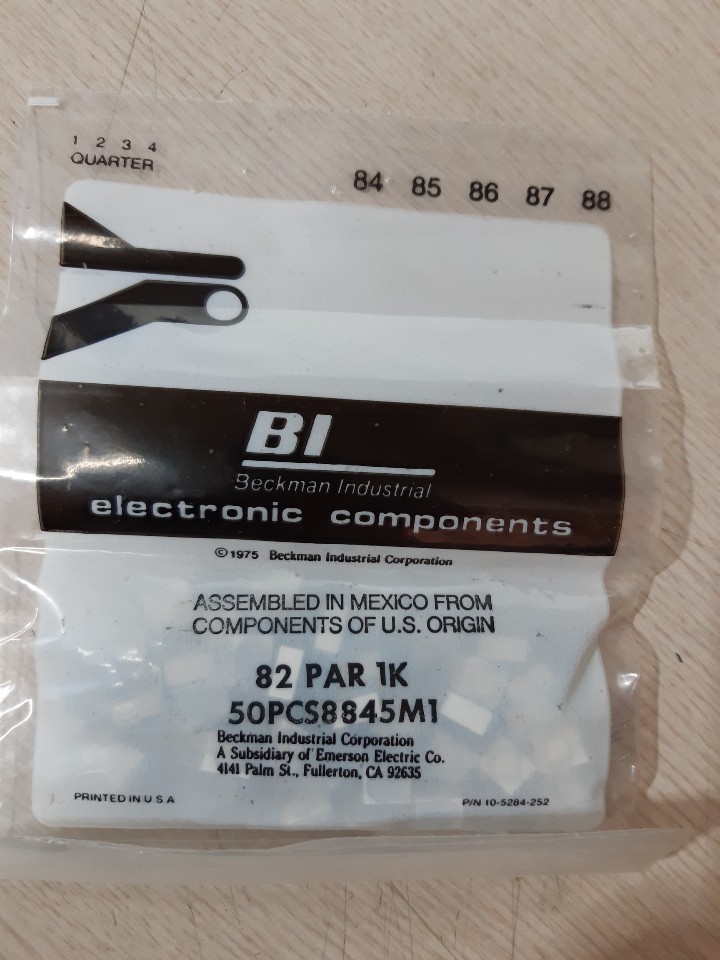 1 2 3 4
QUARTER
84 85 86 87 88
BI
Beckman Industrial
electronic components
©1975 Beckman Industrial Corporation
ASSEMBLED IN MEXICO FROM
COMPONENTS OF U.S. ORIGIN
82 PAR 1K
50PCS8845M1
Beckman Industrial Corporation
A Subsidiary of Emerson Electric Co.
4141 Palm St., Fullerton, CA 92635
PRINTED IN U S A
P/N 10-5284-252